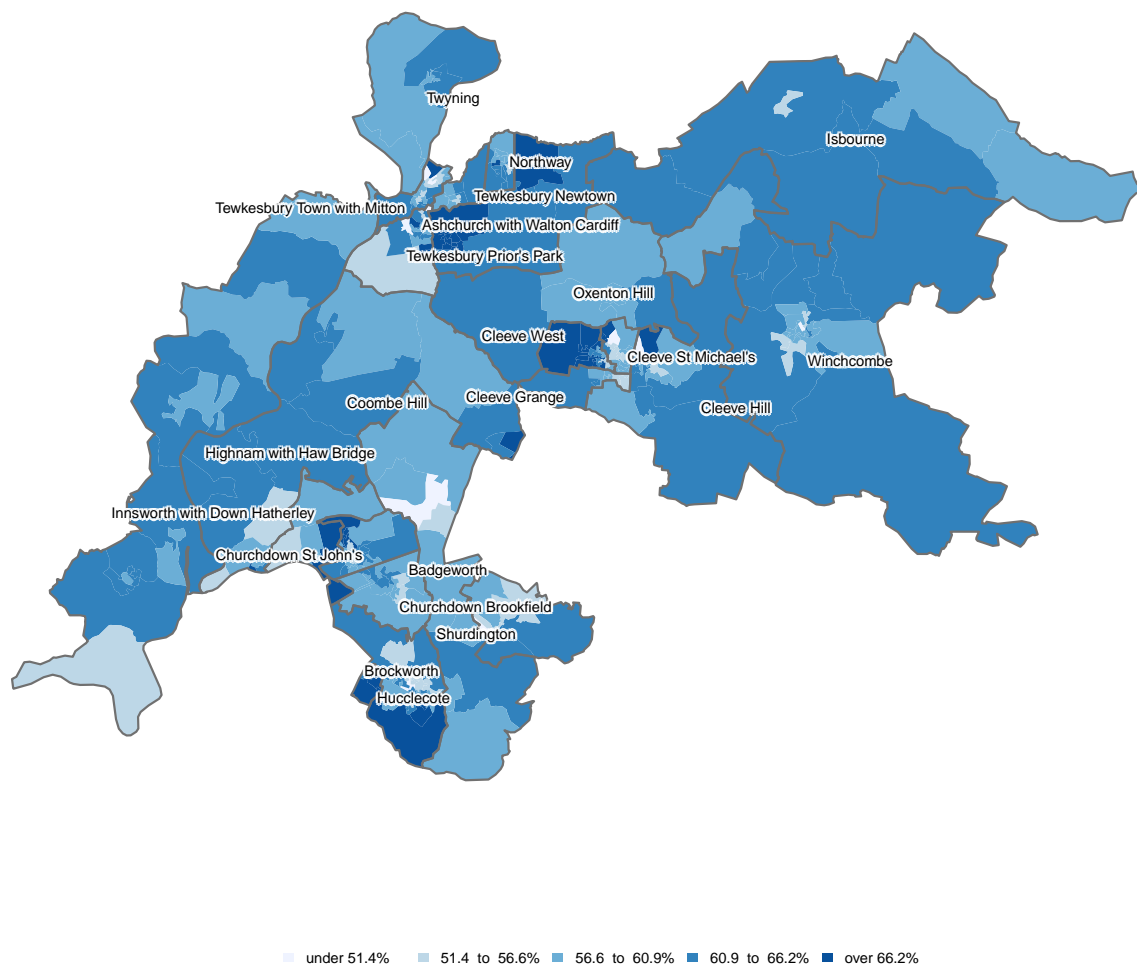 Twyning
Isbourne
Northway
Tewkesbury Newtown
Tewkesbury Town with Mitton
Ashchurch with Walton Cardiff
Tewkesbury Prior's Park
Oxenton Hill
Cleeve West
Cleeve St Michael's
Winchcombe
Cleeve Grange
Coombe Hill
Cleeve Hill
Highnam with Haw Bridge
Innsworth with Down Hatherley
Churchdown St John's
Badgeworth
Churchdown Brookfield
Shurdington
Brockworth
Hucclecote
under 51.4% 51.4 to 56.6% 56.6 to 60.9% 60.9 to 66.2% over 66.2%